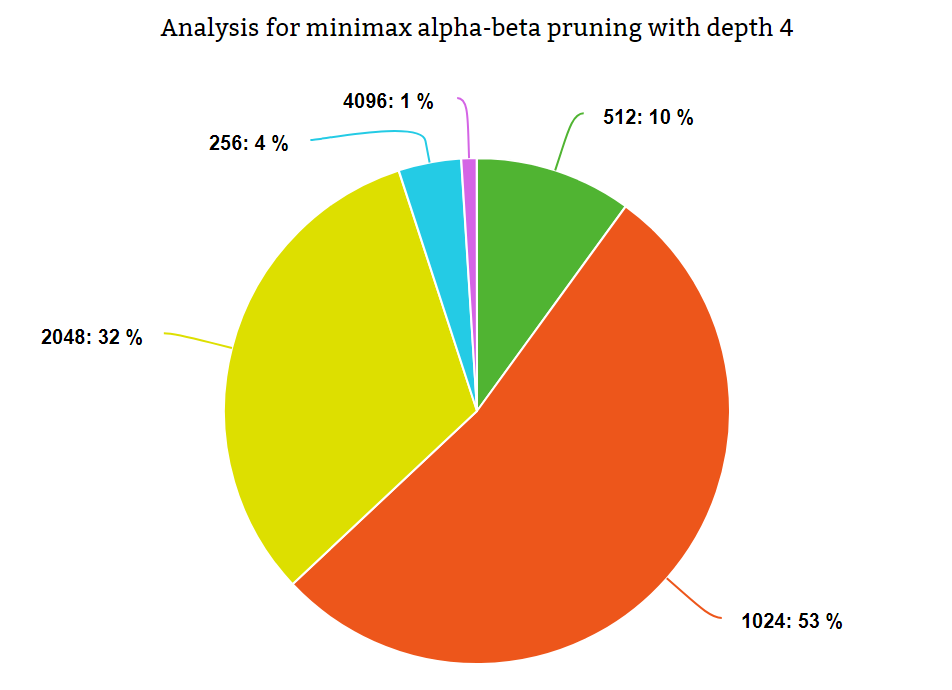 Analysis for minimax alpha-beta pruning with depth 4
4096: 1 %
512: 10 %
256: 4 %
2048: 32 %
1024: 53 %